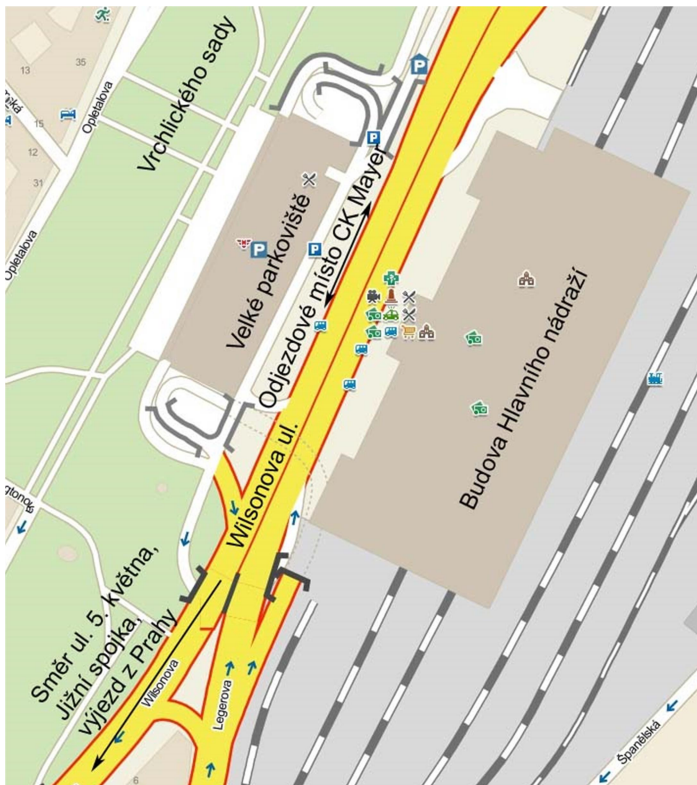 13
35
Opletalova
15
12
31
Opletalova
Vrchlického sady
P
P
P
P
Velké parkoviště
Odjezdové místo CK Mayer
Budova Hlavního nádraží
Wilsonova ul.
Směr ul. 5. května,
Jižní spojka,
výjezd z Prahy
Wilsonova
Legerova
Španělská
6